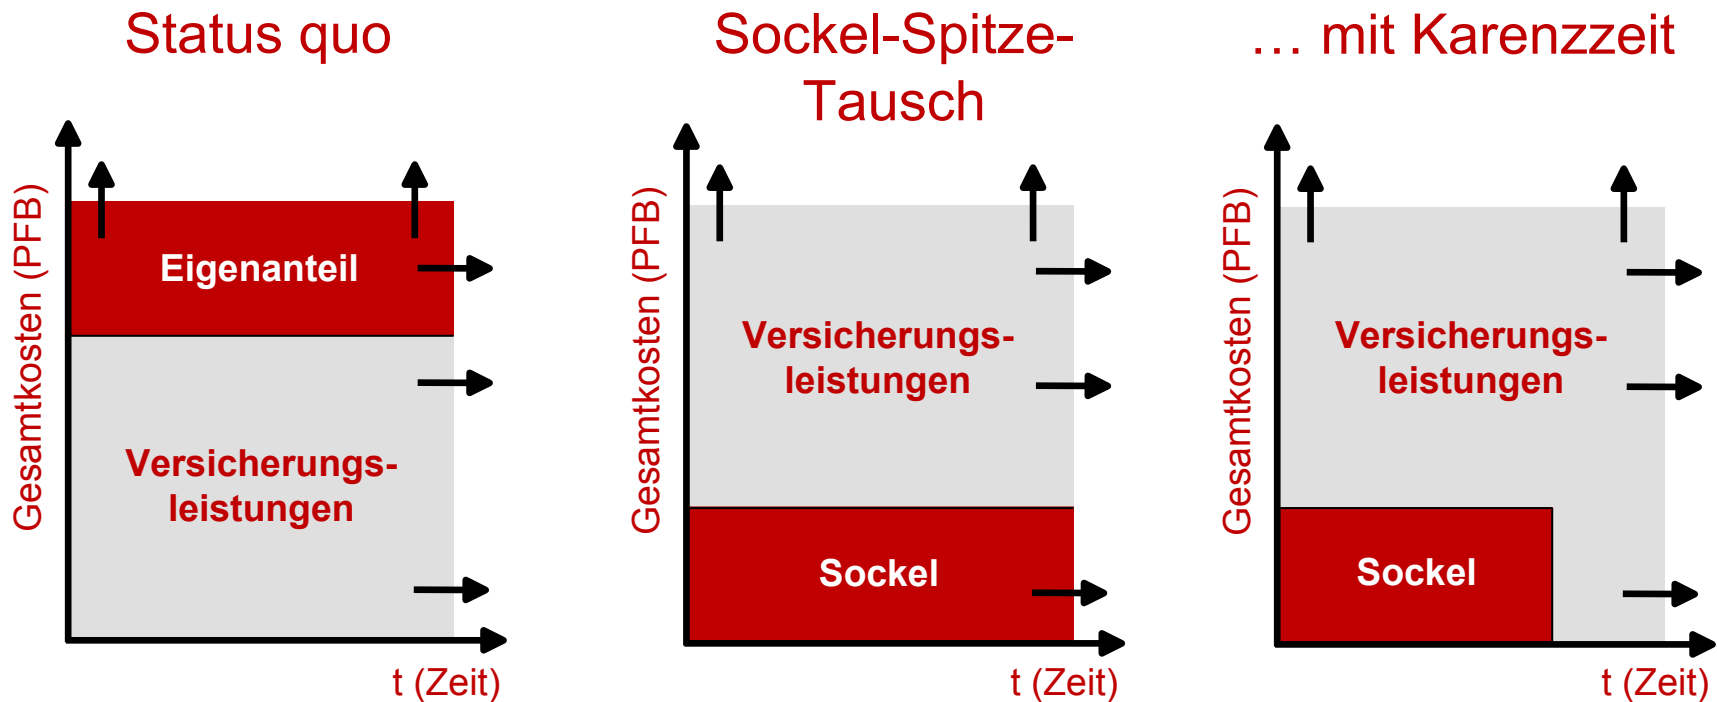 Status quo
Gesamtkosten (PFB)
Eigenanteil
Versicherungs-
leistungen
t (Zeit)
Sockel-Spitze-
Tausch
Gesamtkosten (PFB)
Versicherungs-
leistungen
Sockel
t (Zeit)
… mit Karenzzeit
Gesamtkosten (PFB)
Versicherungs-
leistungen
Sockel
t (Zeit)